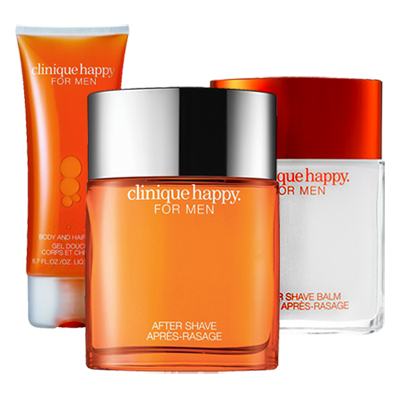 clinique happy
FOR MEN
BODY AND HAIR
GEL DOUC
CORPS ET CH
6.7 FL.OZ./OZ. LIQ.
clinique happy.
FOR MEN
AFTER SHAVE
APRÈS-RASAGE
clinique happy.
FOR MEN
SHAVE BALM
APRÈS-RASAGE